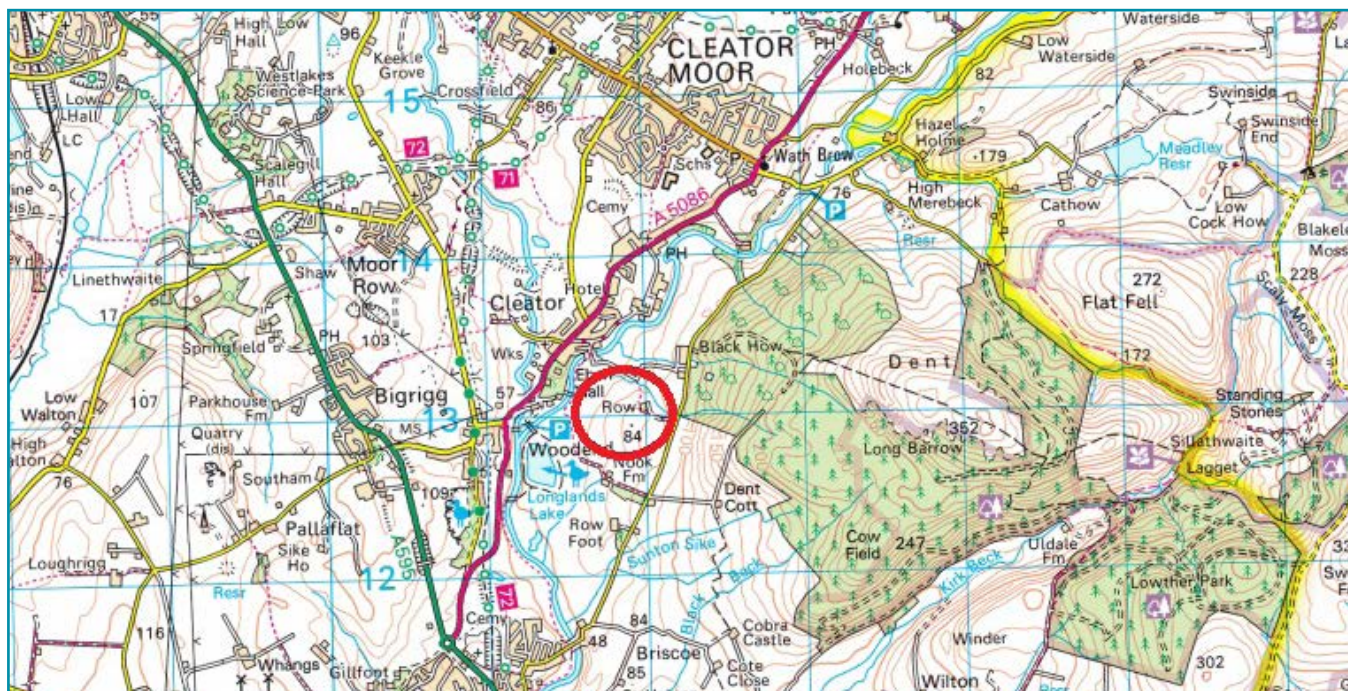 55
High Low
Hall
96
Keekle
Grove
CLEATOR
MOOR
PH
Waterside
Low
Waterside
Holebeck
82
Westlakes
Science Park
15
Crossfield
86
Low
Hall
LC
Swinside
Swinside
End
Hazel
Holme
179
Meadley
Resr
72
71
Schs
P
Wath Brow
Scalegill
Hall
Cemy
A 5086
76
P
High
Merebeck
Cathow
Low
Cock How
Resr
PH
Moor
Row
14
Linethwaite
Shaw
Hotel
272
Flat Fell
228
Scaly Moss
17
Cleator
Springfield
PH
103
Wks
Black How
Dent
172
Low
Walton
107
Parkhouse
Fm
Bigrigg
57
Row
Standing
Stones
13
MS
P
84
352
Long Barrow
Sillathwaite
Lagget
High
Quarry
(dis)
76
Southam
Nook
Fm
Longlands
Lake
Dent
Cott
109
Pallaflat
Row
Foot
Cow
Field
247
Uldale
Fm
Loughrigg
Sike
Ho
A595
Sunton Sike
Kirk Beck
Lowther Park
12
Resr
72
Black
Beck
116
Cemy
48
84
Cobra
Castle
Winder
Whangs
Gillfoot
Briscoe
85
Cote
Close
Wilton
302